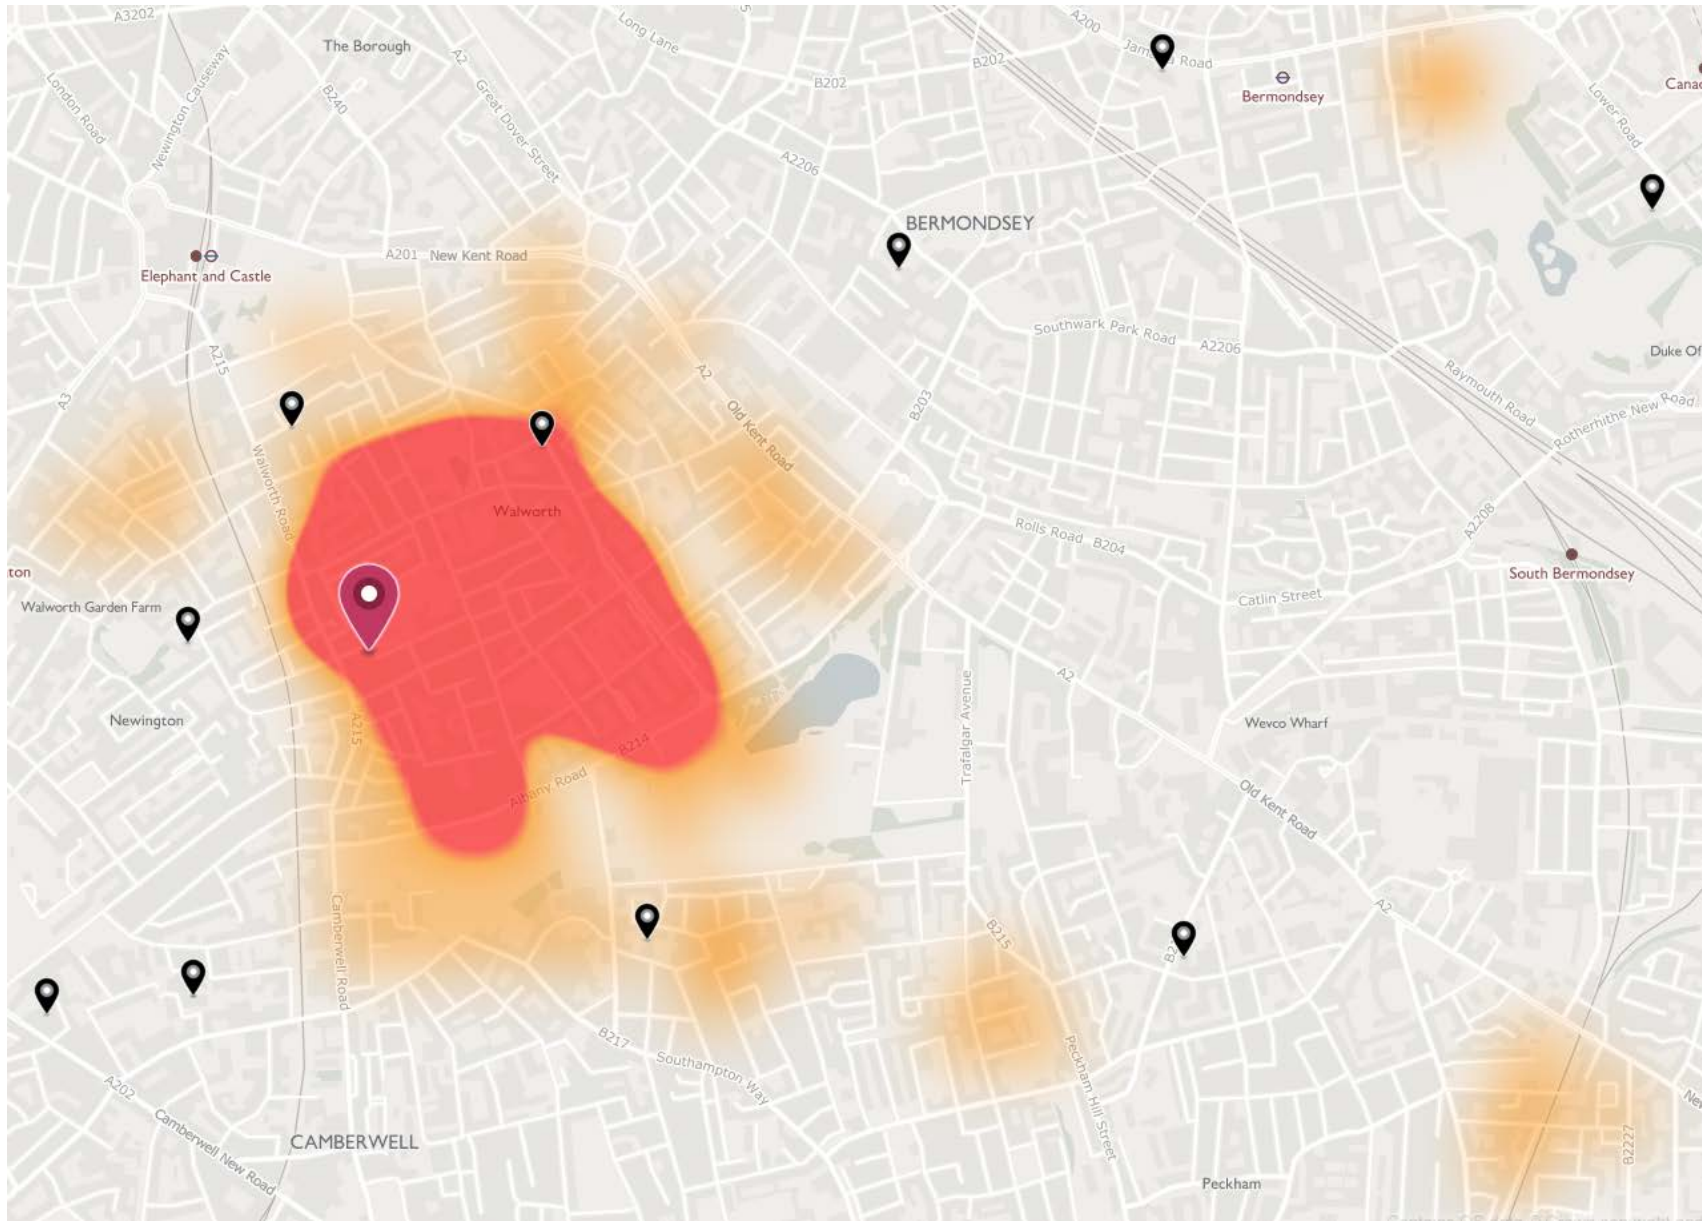 A3202
The Borough
A2
Long Lane
A200
Jam Road
B202
B202
Bermondsey
Lower Road
London Road
Newington Causeway
B240
Great Dover Street
A2206
BERMONDSEY
A201 New Kent Road
Elephant and Castle
Southwark Park Road A2206
Duke Of
A215
A3
A2
B203
Raymouth Road
Rotherhithe New Road
Old Kent Road
Walworth Road
Walworth
Rolls Road B204
A2208
South Bermondsey
ton
Walworth Garden Farm
Catlin Street
A2
Newington
A215
B214
Trafalgar Avenue
Wevco Wharf
Albany Road
Old Kent Road
Camberwell Road
A2
B215
B217
Southampton Way
Peckham Hill Street
A202
Camberwell New Road
CAMBERWELL
B227
Peckham